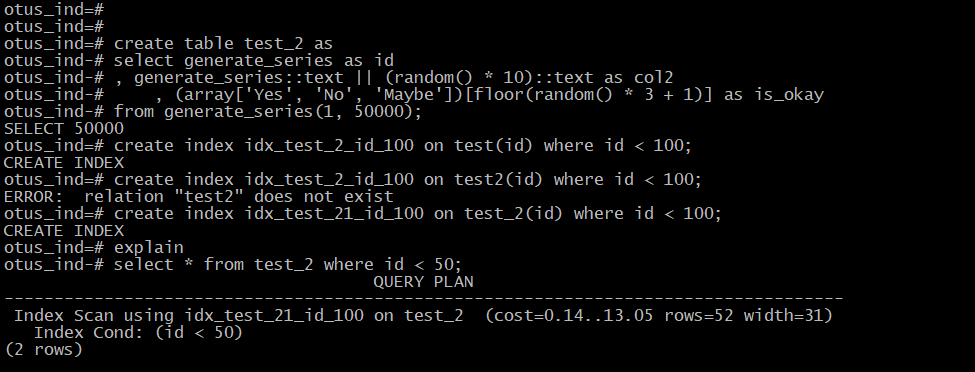 otus_ind=#
otus_ind=#
otus_ind=# create table test_2 as
otus_ind-# select generate_series as id
otus_ind-# , generate_series::text || (random() * 10)::text as col2
otus_ind-#     , (array['Yes', 'No', 'Maybe'])[floor(random() * 3 + 1)] as is_okay
otus_ind-# from generate_series(1, 50000);
SELECT 50000
otus_ind=# create index idx_test_2_id_100 on test(id) where id < 100;
CREATE INDEX
otus_ind=# create index idx_test_2_id_100 on test2(id) where id < 100;
ERROR:  relation "test2" does not exist
otus_ind=# create index idx_test_21_id_100 on test_2(id) where id < 100;
CREATE INDEX
otus_ind=# explain
otus_ind-# select * from test_2 where id < 50;
                                     QUERY PLAN
------------------------------------------------------------------------------------
 Index Scan using idx_test_21_id_100 on test_2  (cost=0.14..13.05 rows=52 width=31)
   Index Cond: (id < 50)
(2 rows)